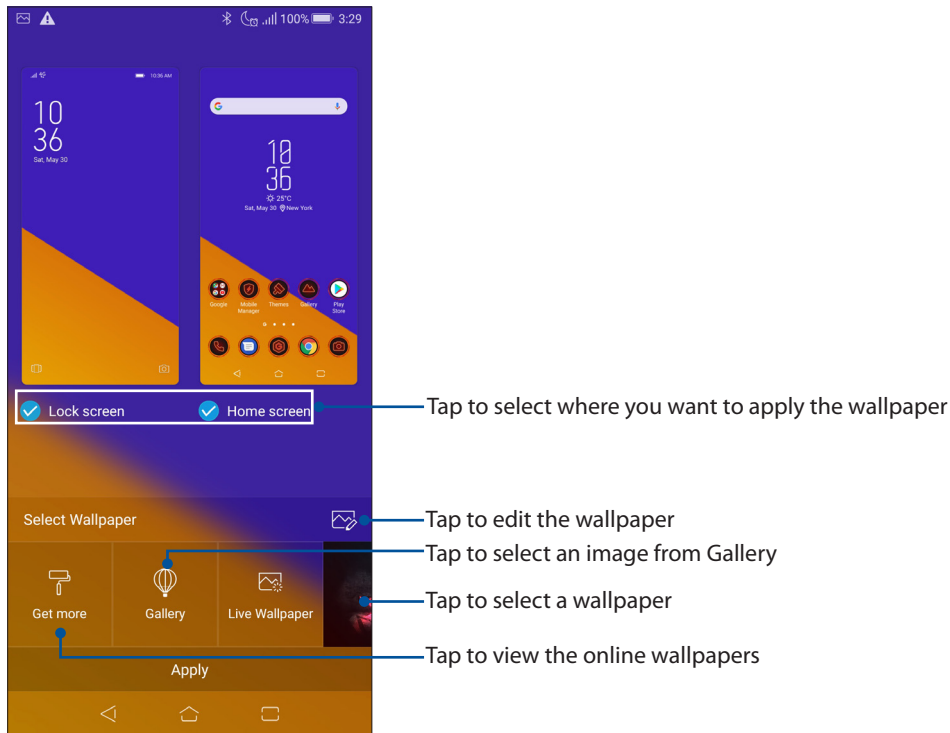 100% 3:29
10:36 AM
10
36
Sat, May 30
10
36
25°C
Sat, May 30 New York
Google Mobile Manager Themes Gallery Play Store
Lock screen Home screen
Tap to select where you want to apply the wallpaper
Select Wallpaper
Tap to edit the wallpaper
Tap to select an image from Gallery
Get more Gallery Live Wallpaper
Tap to select a wallpaper
Tap to view the online wallpapers
Apply